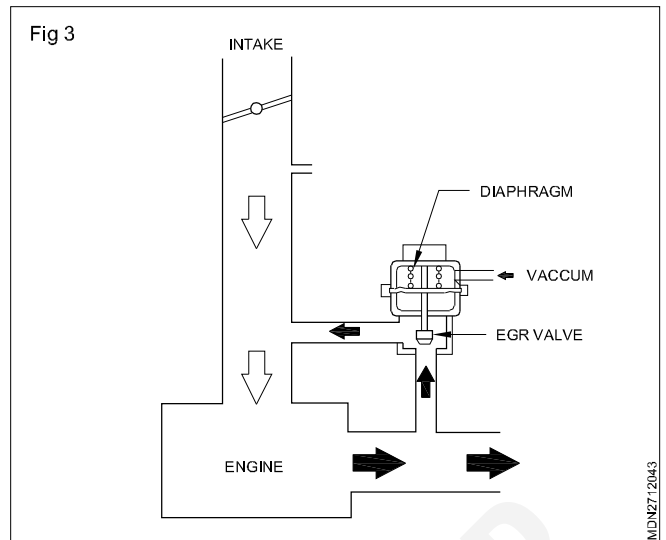 Fig 3
INTAKE
DIAPHRAGM
VACCUM
EGR VALVE
ENGINE
MDN2712043